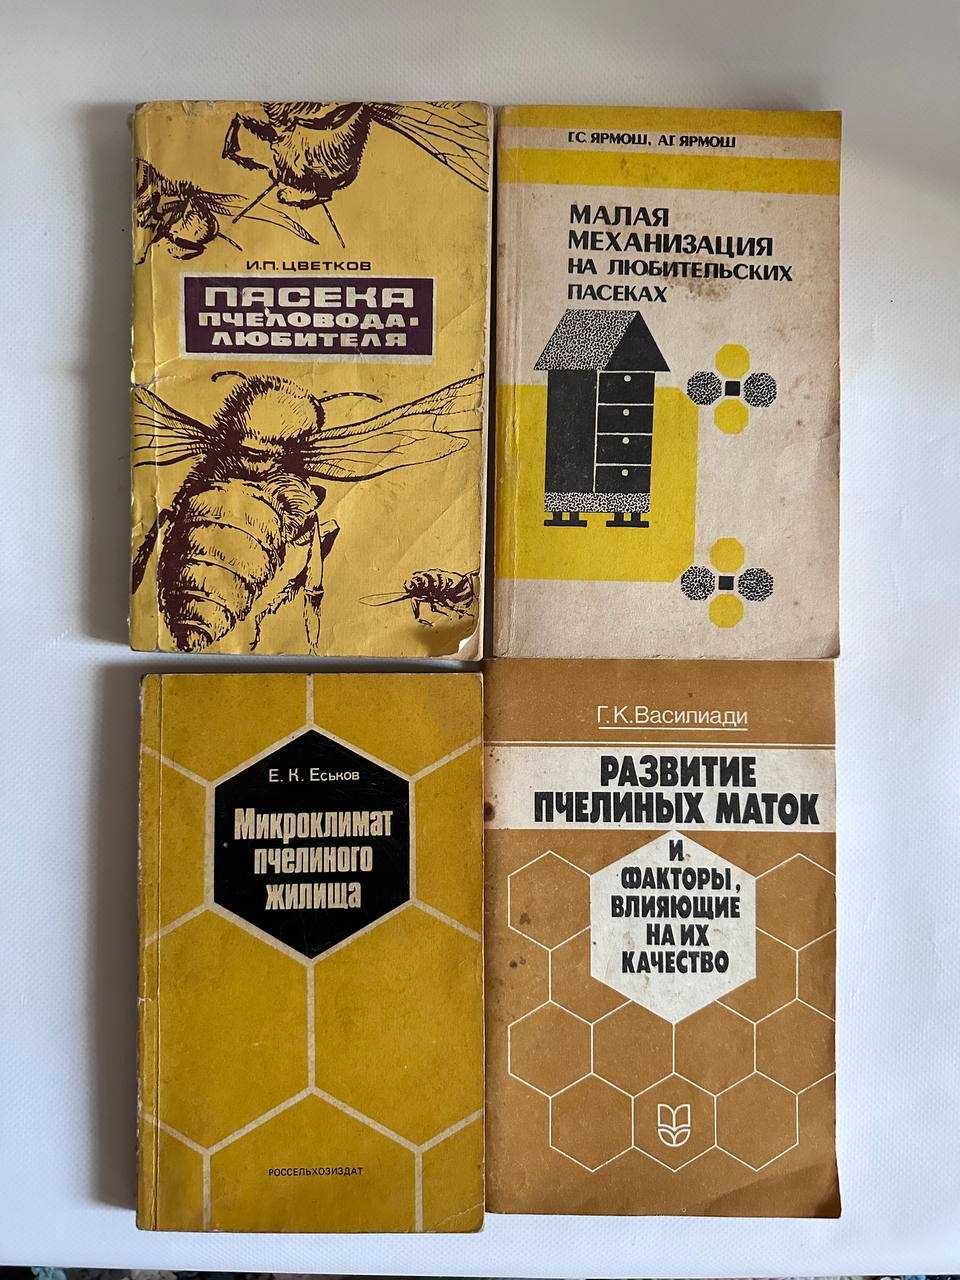 И.П. ЦВЕТКОВ
ПАСЕКА
ПЧЕЛОВОДА-
ЛЮБИТЕЛЯ
Г.С. ЯРМОШ, А.Г. ЯРМОШ
МАЛАЯ
МЕХАНИЗАЦИЯ
НА ЛЮБИТЕЛЬСКИХ
ПАСЕКАХ
Е. К. Еськов
Микроклимат
пчелиного
жилища
РОССЕЛЬХОЗИЗДАТ
Г.К.Василиади
РАЗВИТИЕ
ПЧЕЛИНЫХ МАТОК
И
ФАКТОРЫ,
ВЛИЯЮЩИЕ
НА ИХ
КАЧЕСТВО